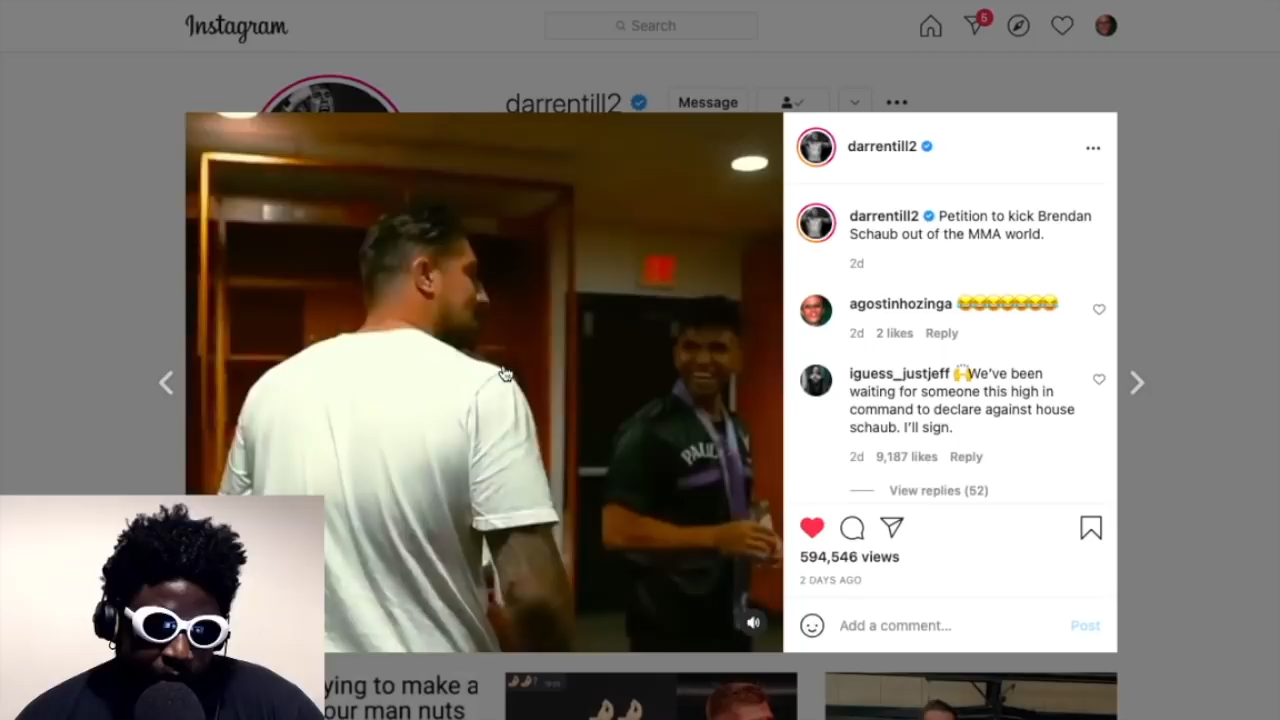 Instagram
Search
5
darrentill2
Message
darrentill2
darrentill2 Petition to kick Brendan
Schaub out of the MMA world.
2d
agostinhozinga 😂😂😂😂😂😂😂😂
2d 2 likes Reply
iguess_justjeff 🙌We've been
waiting for someone this high in
command to declare against house
schaub. I'll sign.
2d 9,187 likes Reply
View replies (52)
594,546 views
2 DAYS AGO
Add a comment...
Post
ying to make a
our man nuts